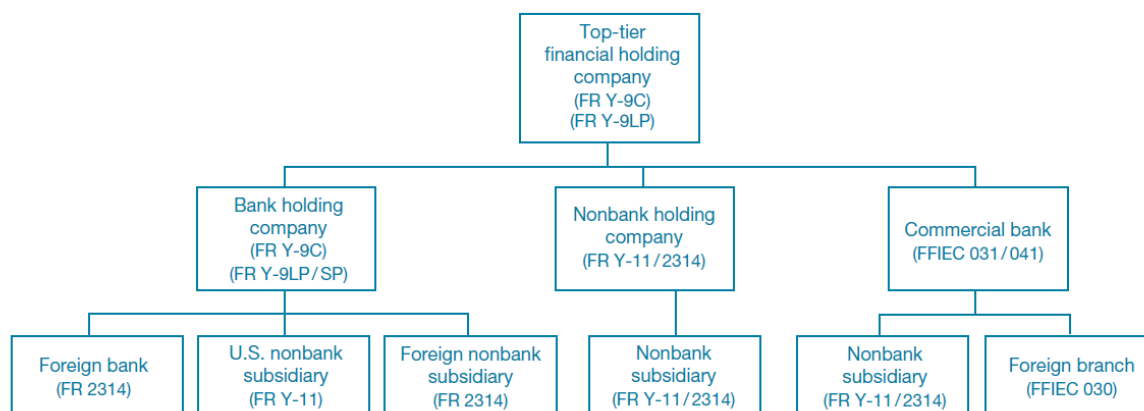 Top-tier
financial holding
company
(FR Y-9C)
(FR Y-9LP)
Bank holding
company
(FR Y-9C)
(FR Y-9LP/SP)
Nonbank holding
company
(FR Y-11/2314)
Commercial bank
(FFIEC 031/041)
Foreign bank
(FR 2314)
U.S. nonbank
subsidiary
(FR Y-11)
Foreign nonbank
subsidiary
(FR 2314)
Nonbank
subsidiary
(FR Y-11/2314)
Nonbank
subsidiary
(FR Y-11/2314)
Foreign branch
(FFIEC 030)